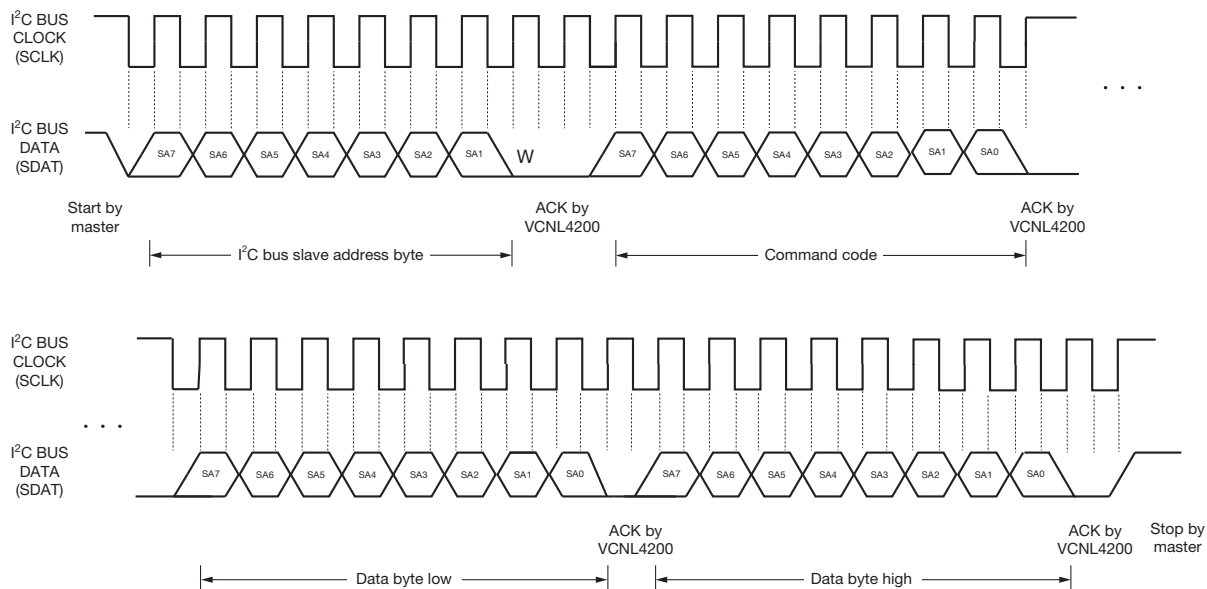 I²C BUS
CLOCK
(SCLK)
. . .
I²C BUS
DATA
(SDAT)
SA7 SA6 SA5 SA4 SA3 SA2 SA1 W SA7 SA6 SA5 SA4 SA3 SA2 SA1 SA0
Start by
master
ACK by
VCNL4200
ACK by
VCNL4200
I²C bus slave address byte
Command code
I²C BUS
CLOCK
(SCLK)
. . .
I²C BUS
DATA
(SDAT)
SA7 SA6 SA5 SA4 SA3 SA2 SA1 SA0 SA7 SA6 SA5 SA4 SA3 SA2 SA1 SA0
ACK by
VCNL4200
ACK by
VCNL4200
Stop by
master
Data byte low
Data byte high